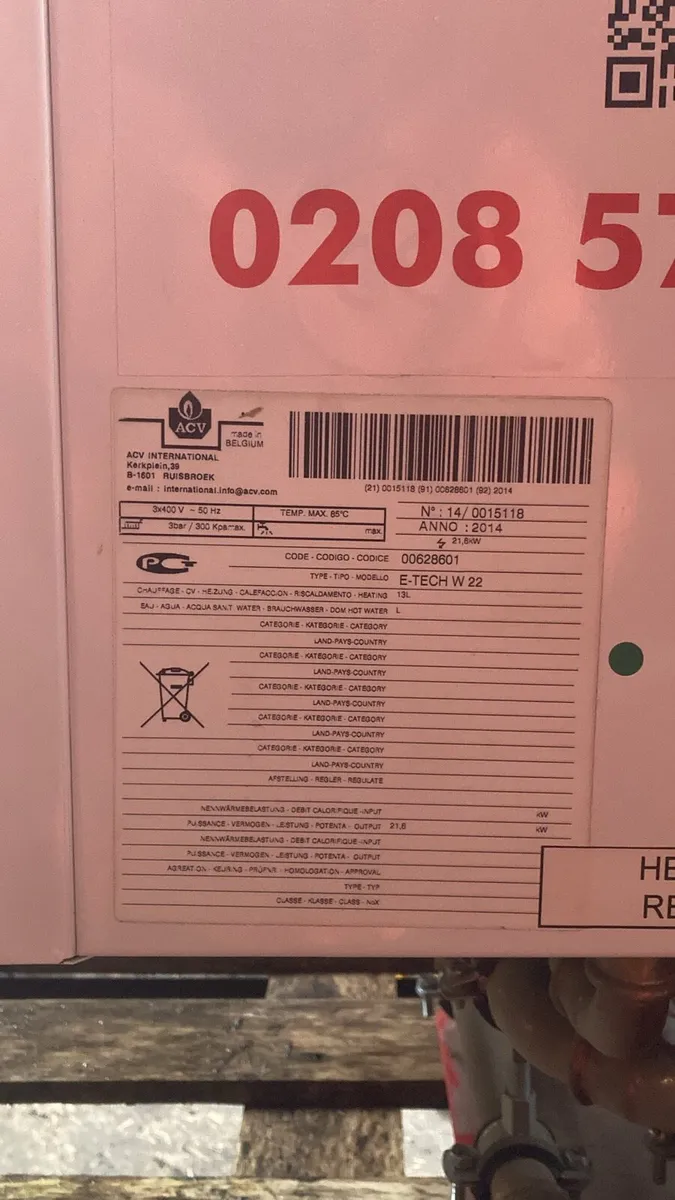 0208 57
ACV
made in
BELGIUM
ACV INTERNATIONAL
Kerkplein,39
B-1601 RUISBROEK
e-mail : international.info@acv.com
(21) 0015118 (91) 00628601 (92) 2014
3x400 V ~ 50 Hz
TEMP. MAX. 85°C
3bar / 300 Kpa max.
max.
N° : 14/ 0015118
ANNO : 2014
21,6kW
CODE - CODIGO - CODICE 00628601
TYPE - TIPO - MODELLO E-TECH W 22
CHAUFFAGE - CV - HEIZUNG - CALEFACCION - RISCALDAMENTO - HEATING 13L
EAU - AGUA - ACQUA SANIT WATER - BRAUCHWASSER - DOM HOT WATER L
CATEGORIE - KATEGORIE - CATEGORY
LAND-PAYS-COUNTRY
CATEGORIE - KATEGORIE - CATEGORY
LAND-PAYS-COUNTRY
CATEGORIE - KATEGORIE - CATEGORY
LAND-PAYS-COUNTRY
CATEGORIE - KATEGORIE - CATEGORY
LAND-PAYS-COUNTRY
CATEGORIE - KATEGORIE - CATEGORY
LAND-PAYS-COUNTRY
AFSTELLING - REGLER - REGULATE
NENNWÄRMEBELASTUNG - DEBIT CALORIFIQUE - INPUT kW
PUISSANCE - VERMOGEN - LEISTUNG - POTENTA - OUTPUT 21,6 kW
NENNWÄRMEBELASTUNG - DEBIT CALORIFIQUE - INPUT
PUISSANCE - VERMOGEN - LEISTUNG - POTENTA - OUTPUT
AGREATION - KEURING - PRÜFNR - HOMOLOGATION - APPROVAL
TYPE - TYP
CLASSE - KLASSE - CLASS - NOX
HE
RE